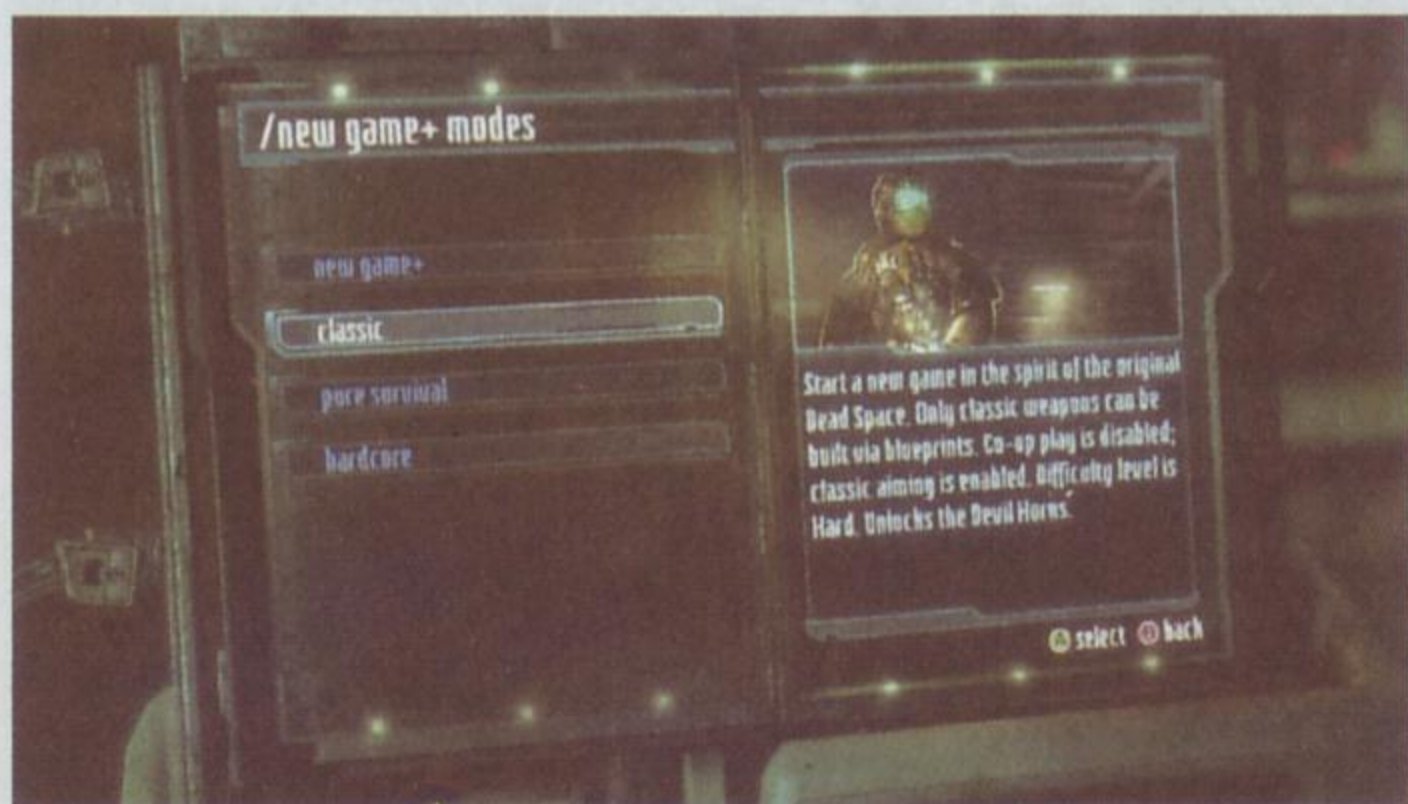 /new game+ modes
new game+
classic
pure survival
hardcore
Start a new game in the spirit of the original
Dead Space. Only classic weapons can be
built via blueprints. Co-op play is disabled;
classic aiming is enabled. Difficulty level is
Hard. Unlocks the Devil Horns.
A select B back